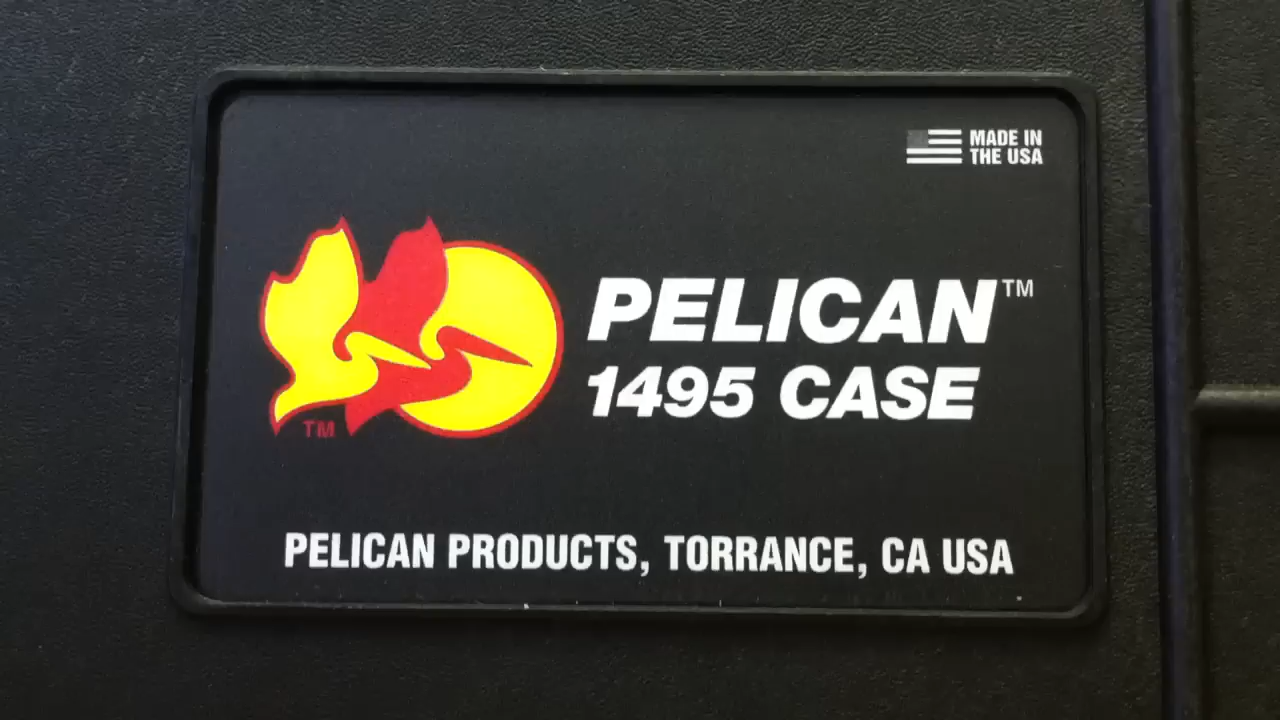 MADE IN
THE USA
PELICAN™
1495 CASE
TM
PELICAN PRODUCTS, TORRANCE, CA USA